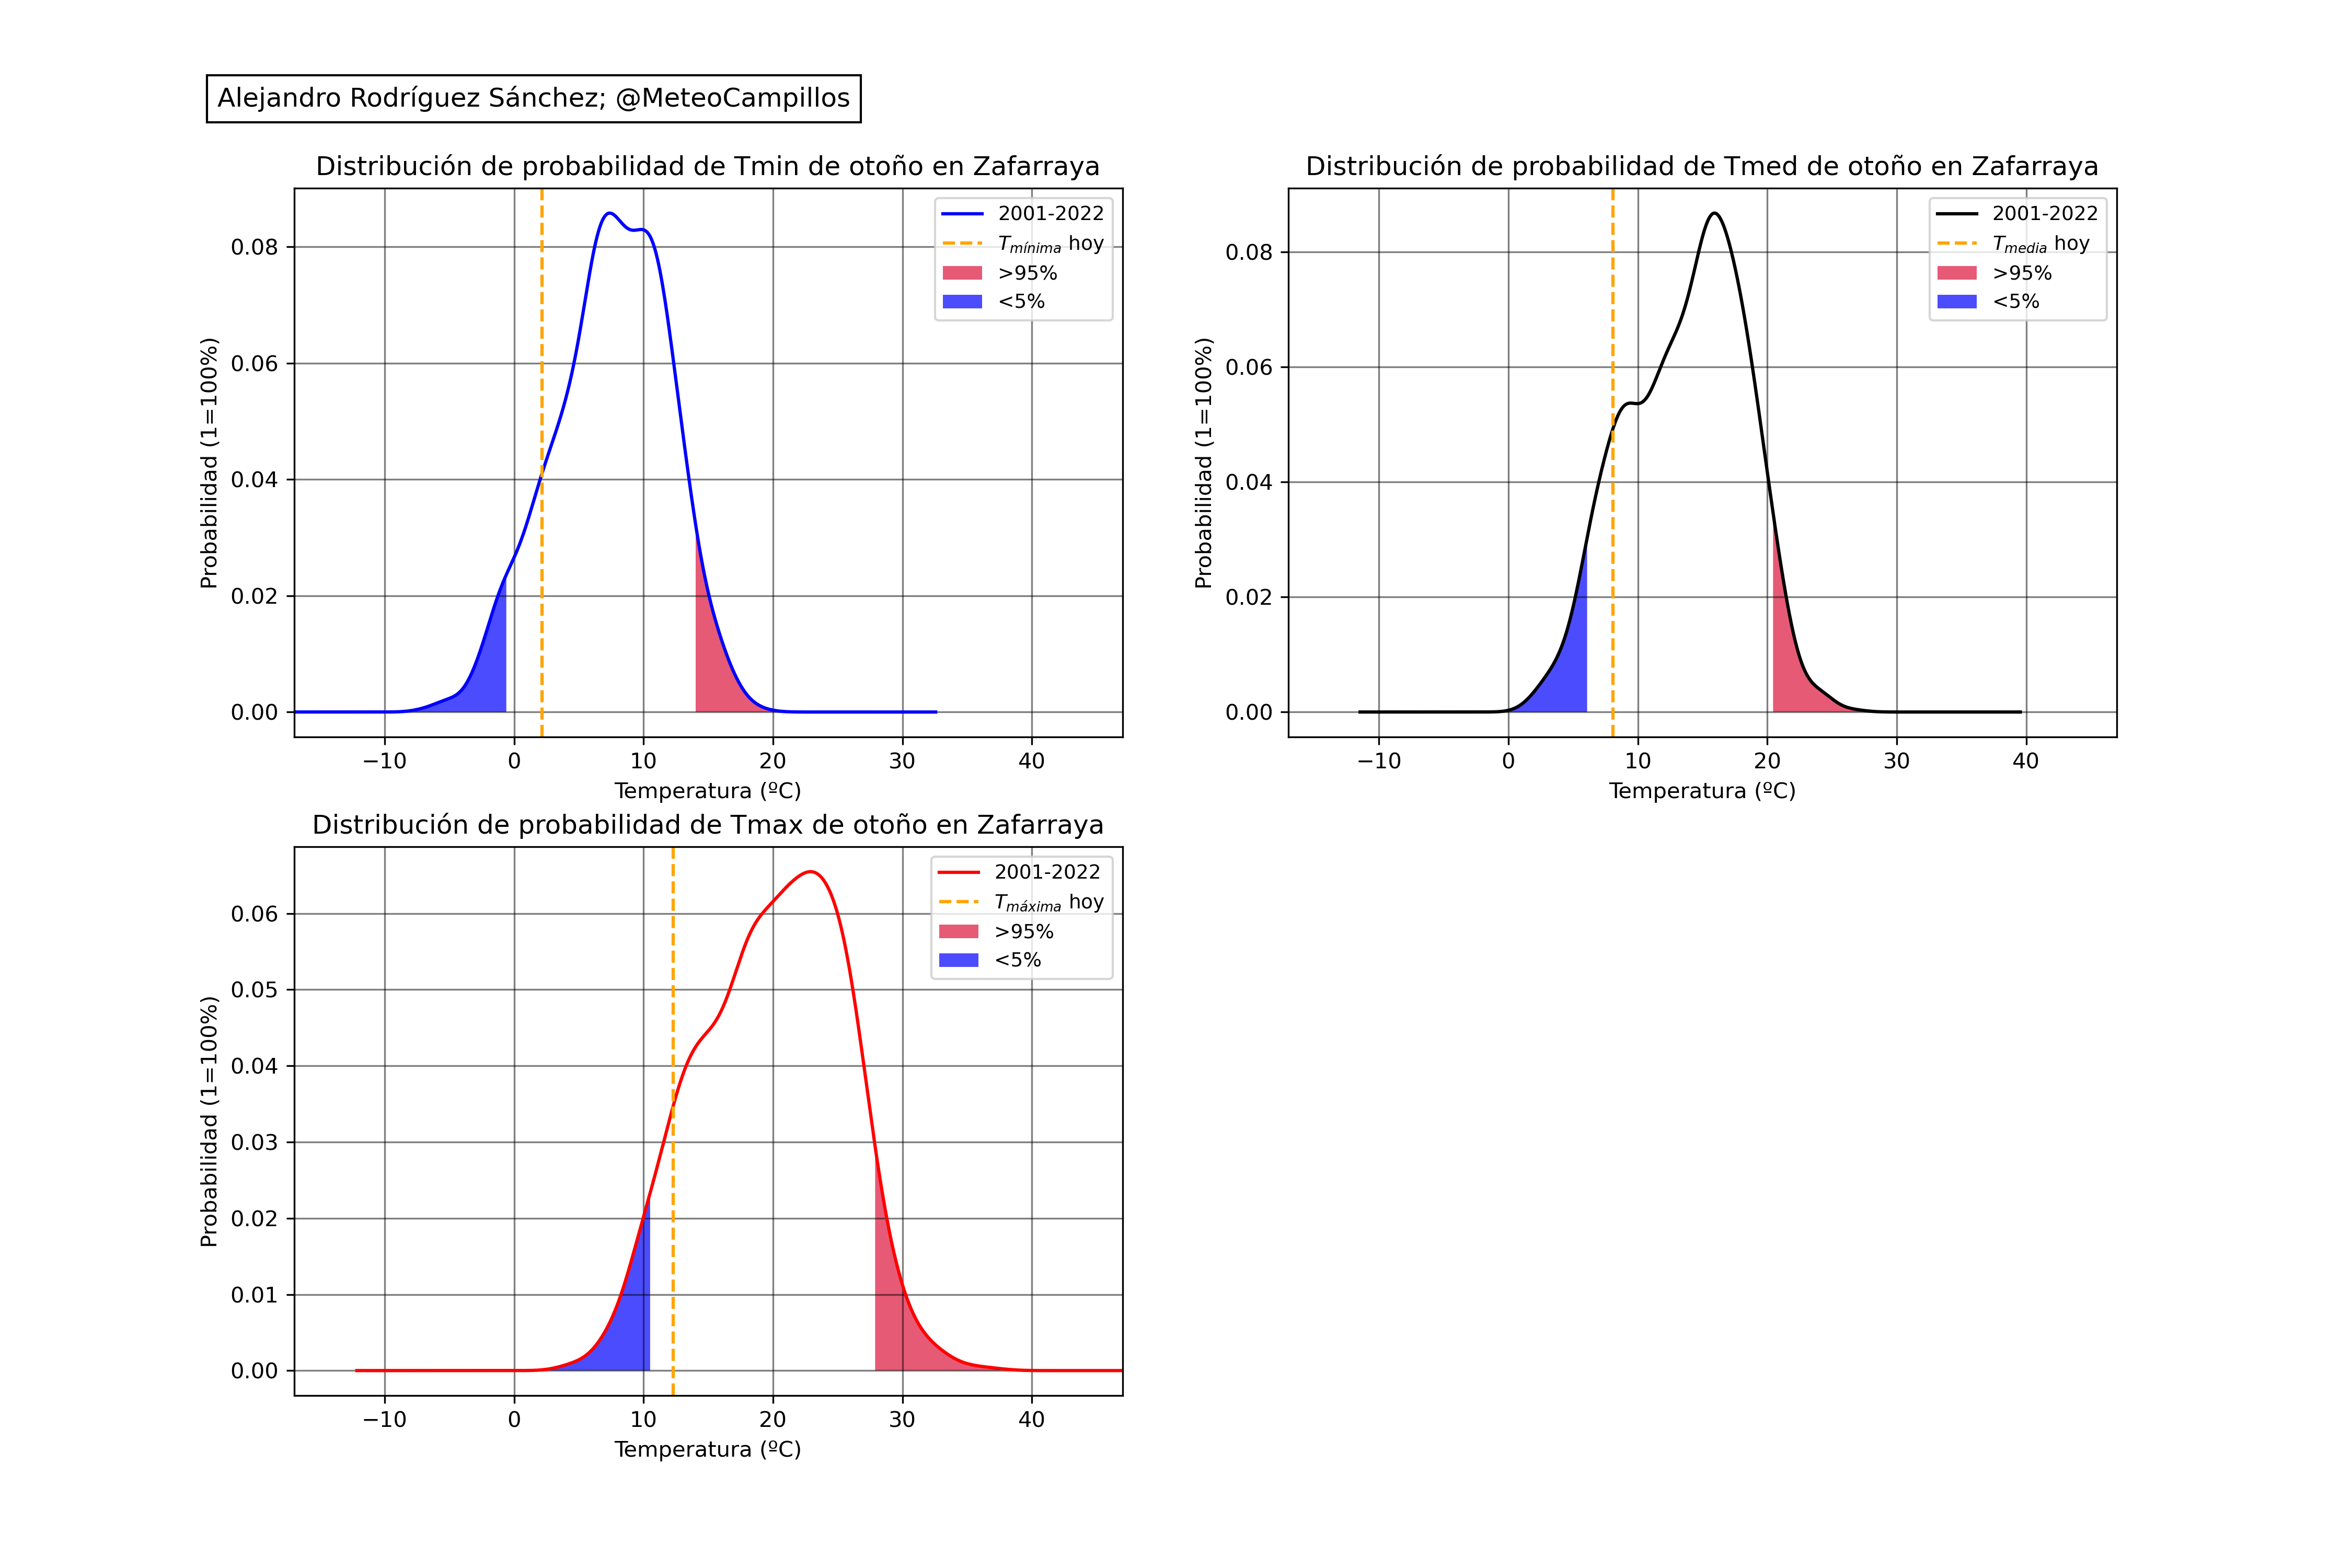 Alejandro Rodríguez Sánchez; @MeteoCampillos
Distribución de probabilidad de Tmin de otoño en Zafarraya
Probabilidad (1=100%)
0.08
0.06
0.04
0.02
0.00
2001-2022
Tmínima hoy
>95%
<5%
−10 0 10 20 30 40
Temperatura (ºC)
Distribución de probabilidad de Tmed de otoño en Zafarraya
Probabilidad (1=100%)
0.08
0.06
0.04
0.02
0.00
2001-2022
Tmedia hoy
>95%
<5%
−10 0 10 20 30 40
Temperatura (ºC)
Distribución de probabilidad de Tmax de otoño en Zafarraya
Probabilidad (1=100%)
0.06
0.05
0.04
0.03
0.02
0.01
0.00
2001-2022
Tmáxima hoy
>95%
<5%
−10 0 10 20 30 40
Temperatura (ºC)